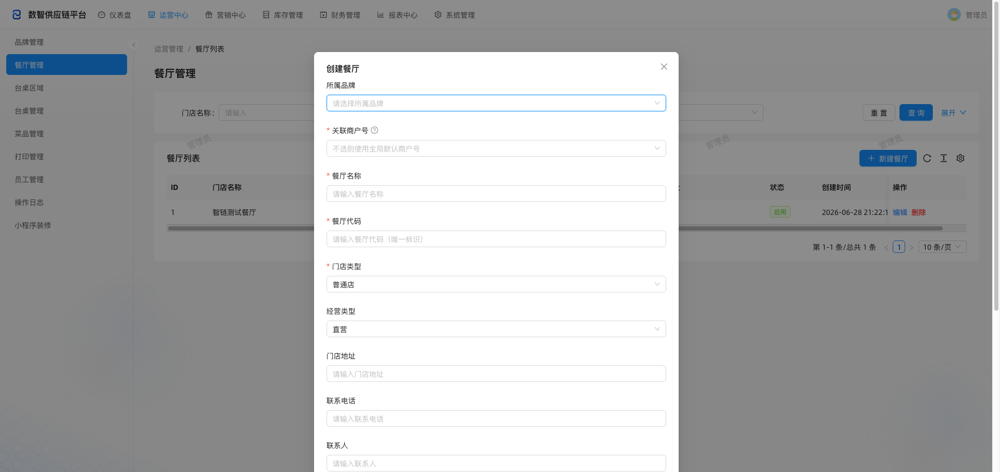 数智供应链平台 仪表盘 运营中心 营销中心 库存管理 财务管理 报表中心 系统管理 管理员
品牌管理
餐厅管理
台桌区域
台桌管理
菜品管理
打印管理
员工管理
操作日志
小程序装修
运营管理 / 餐厅列表
餐厅管理
门店名称: 请输入
重置 查询 展开
管理员 管理员 管理员
餐厅列表
新建餐厅
ID 门店名称 状态 创建时间 操作
1 智链测试餐厅 启用 2026-06-28 21:22:1 编辑 删除
第 1-1 条/总共 1 条 1 10 条/页
创建餐厅
所属品牌
请选择所属品牌
* 关联商户号
不选则使用全局默认商户号
* 餐厅名称
请输入餐厅名称
* 餐厅代码
请输入餐厅代码（唯一标识）
* 门店类型
普通店
经营类型
直营
门店地址
请输入门店地址
联系电话
请输入联系电话
联系人
请输入联系人